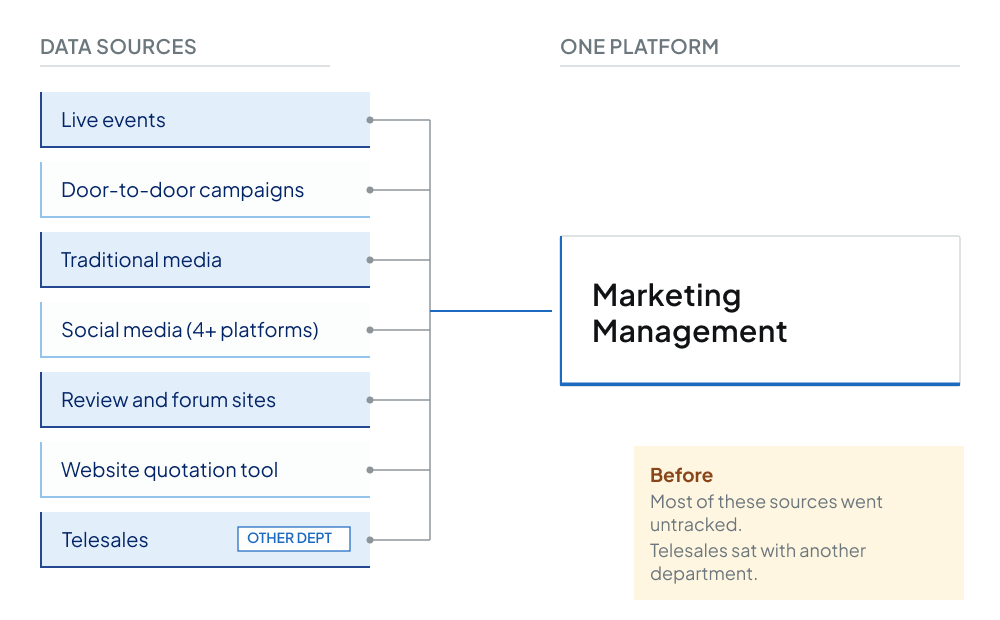 DATA SOURCES
Live events
Door-to-door campaigns
Traditional media
Social media (4+ platforms)
Review and forum sites
Website quotation tool
Telesales
OTHER DEPT
ONE PLATFORM
Marketing
Management
Before
Most of these sources went
untracked.
Telesales sat with another
department.